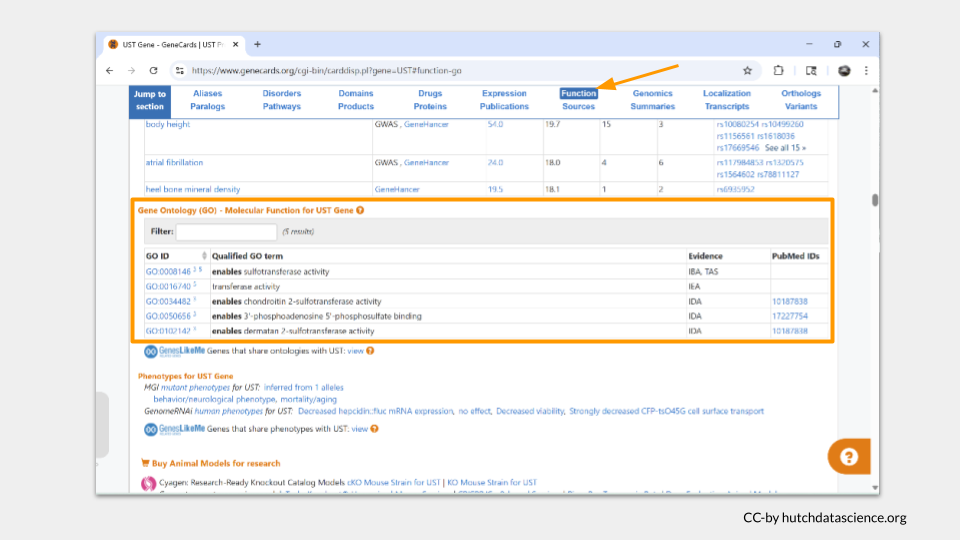 UST Gene - GeneCards | UST P
https://www.genecards.org/cgi-bin/carddisp.pl?gene=UST#function-go
Jump to section
Aliases Disorders Domains Drugs Expression Function Genomics Localization Orthologs
Paralogs Pathways Products Proteins Publications Sources Summaries Transcripts Variants
body height GWAS , GeneHancer 54.0 19.7 15 3 rs10080254 rs10499260
rs1156561 rs1618036
rs17669546 See all 15 »
atrial fibrillation GWAS , GeneHancer 24.0 18.0 4 6 rs117984853 rs1320575
rs1564602 rs78811127
heel bone mineral density GeneHancer 19.5 18.1 1 2 rs6935952
Gene Ontology (GO) - Molecular Function for UST Gene
Filter: (5 results)
GO ID Qualified GO term Evidence PubMed IDs
GO:0008146 enables sulfotransferase activity IBA, TAS
GO:0016740 transferase activity IEA
GO:0034482 enables chondroitin 2-sulfotransferase activity IDA 10187838
GO:0050656 enables 3'-phosphoadenosine 5'-phosphosulfate binding IDA 17227754
GO:0102142 enables dermatan 2-sulfotransferase activity IDA 10187838
GenesLikeMe Genes that share ontologies with UST: view
Phenotypes for UST Gene
MGI mutant phenotypes for UST: inferred from 1 alleles
behavior/neurological phenotype, mortality/aging
GenomeRNAi human phenotypes for UST: Decreased hepcidin::fluc mRNA expression, no effect, Decreased viability, Strongly decreased CFP-tsO45G cell surface transport
GenesLikeMe Genes that share phenotypes with UST: view
Buy Animal Models for research
Cyagen: Research-Ready Knockout Catalog Models cKO Mouse Strain for UST | KO Mouse Strain for UST
CC-by hutchdatascience.org